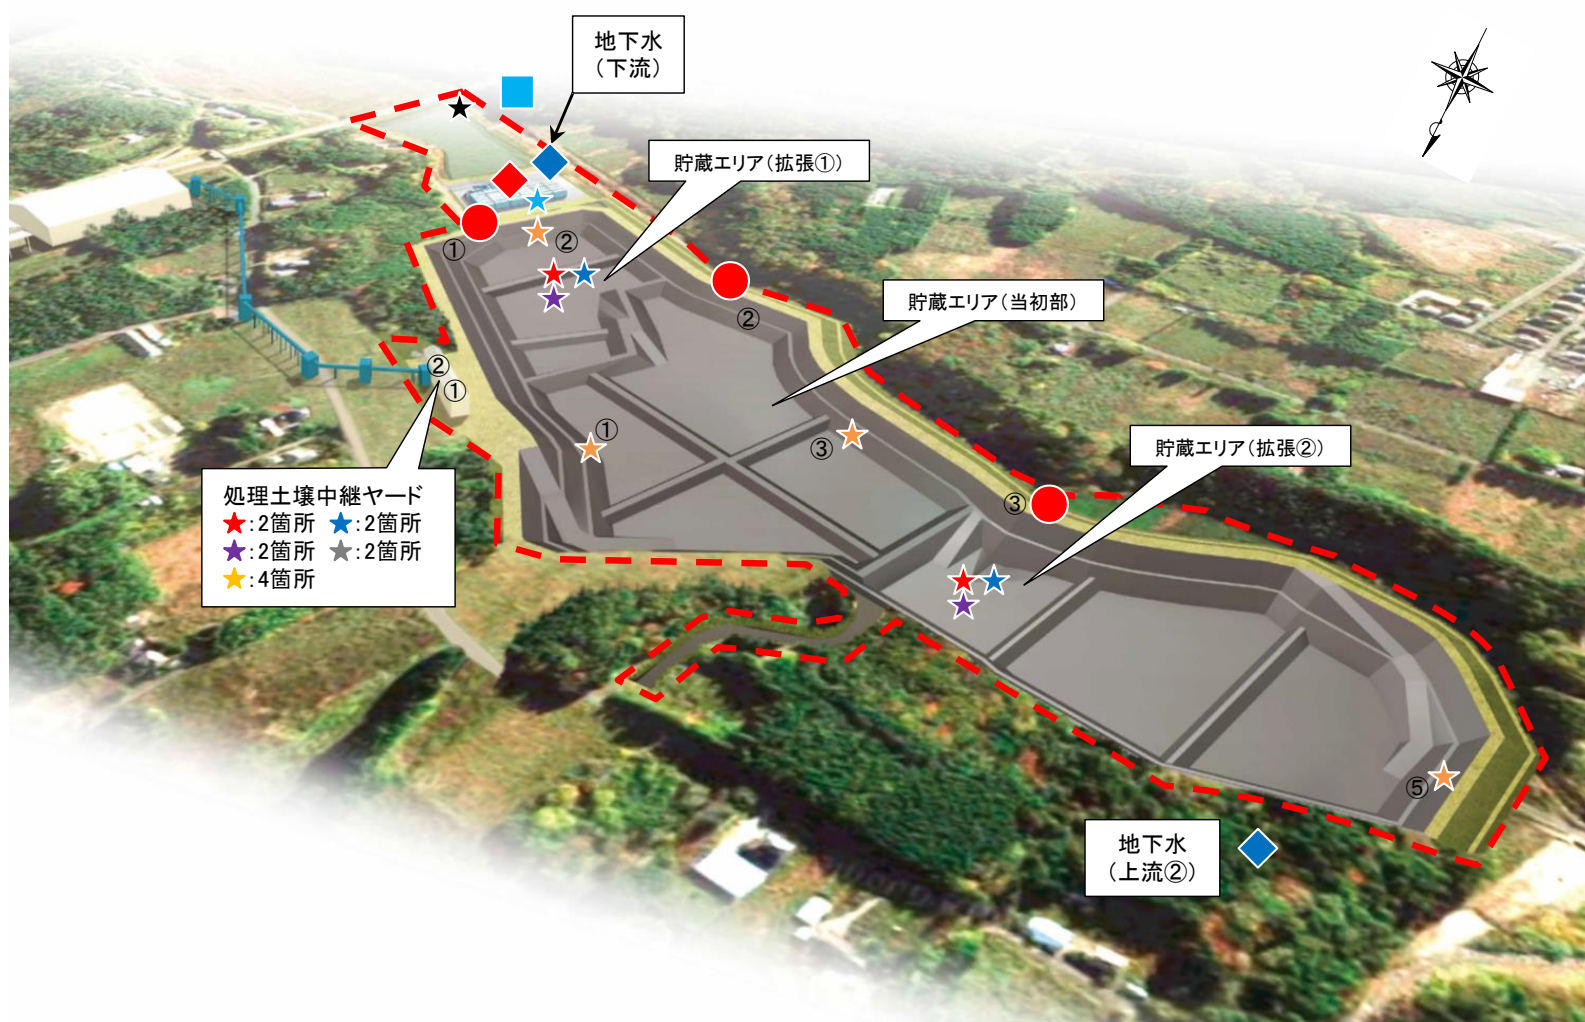 地下水
（下流）
貯蔵エリア（拡張①）
①
②
貯蔵エリア（当初部）
②
②
①
①
③
貯蔵エリア（拡張②）
処理土壌中継ヤード
★：2箇所 ★：2箇所
★：2箇所 ★：2箇所
★：4箇所
③
⑤
地下水
（上流②）